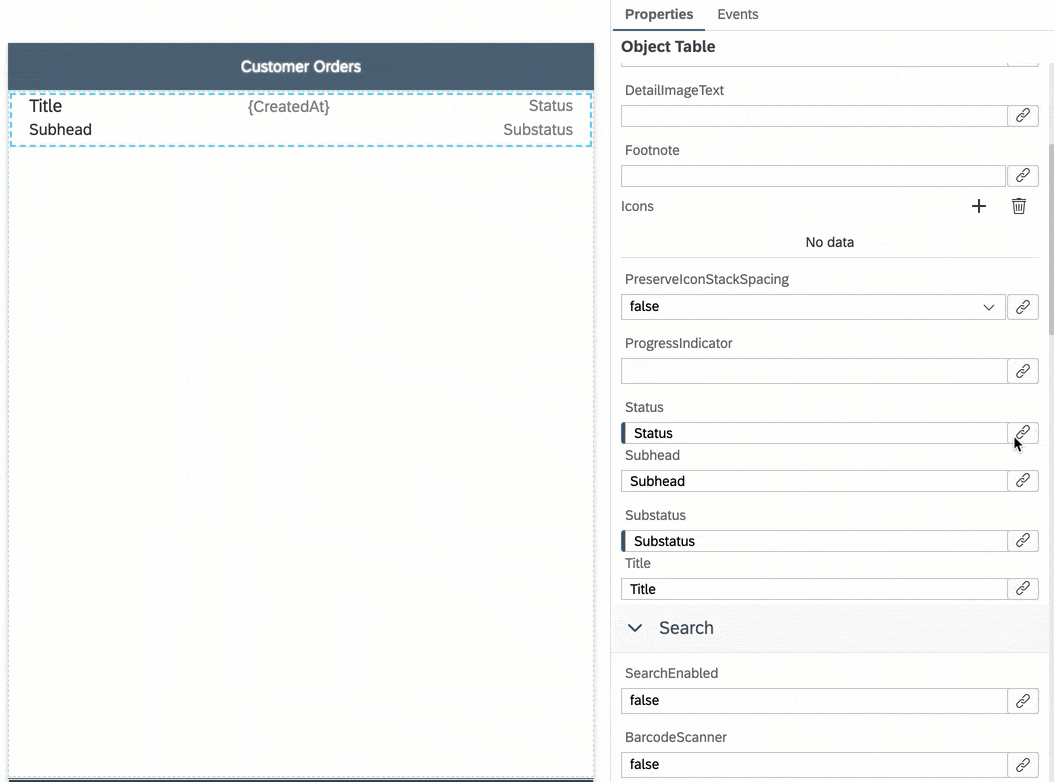 Customer Orders
Title {CreatedAt} Status
Subhead Substatus
Properties Events
Object Table
DetailImageText
Footnote
Icons
No data
PreserveIconStackSpacing
false
ProgressIndicator
Status
Status
Subhead
Subhead
Substatus
Substatus
Title
Title
Search
SearchEnabled
false
BarcodeScanner
false